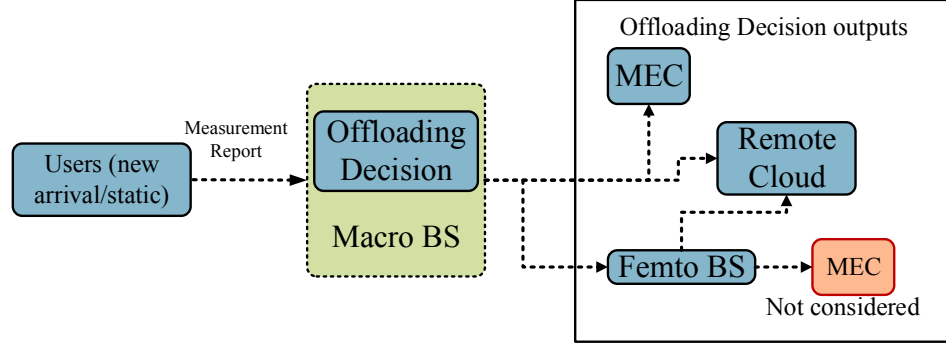 Offloading Decision outputs
MEC
Measurement
Report
Users (new
arrival/static)
Offloading
Decision
Macro BS
Remote
Cloud
Femto BS
MEC
Not considered